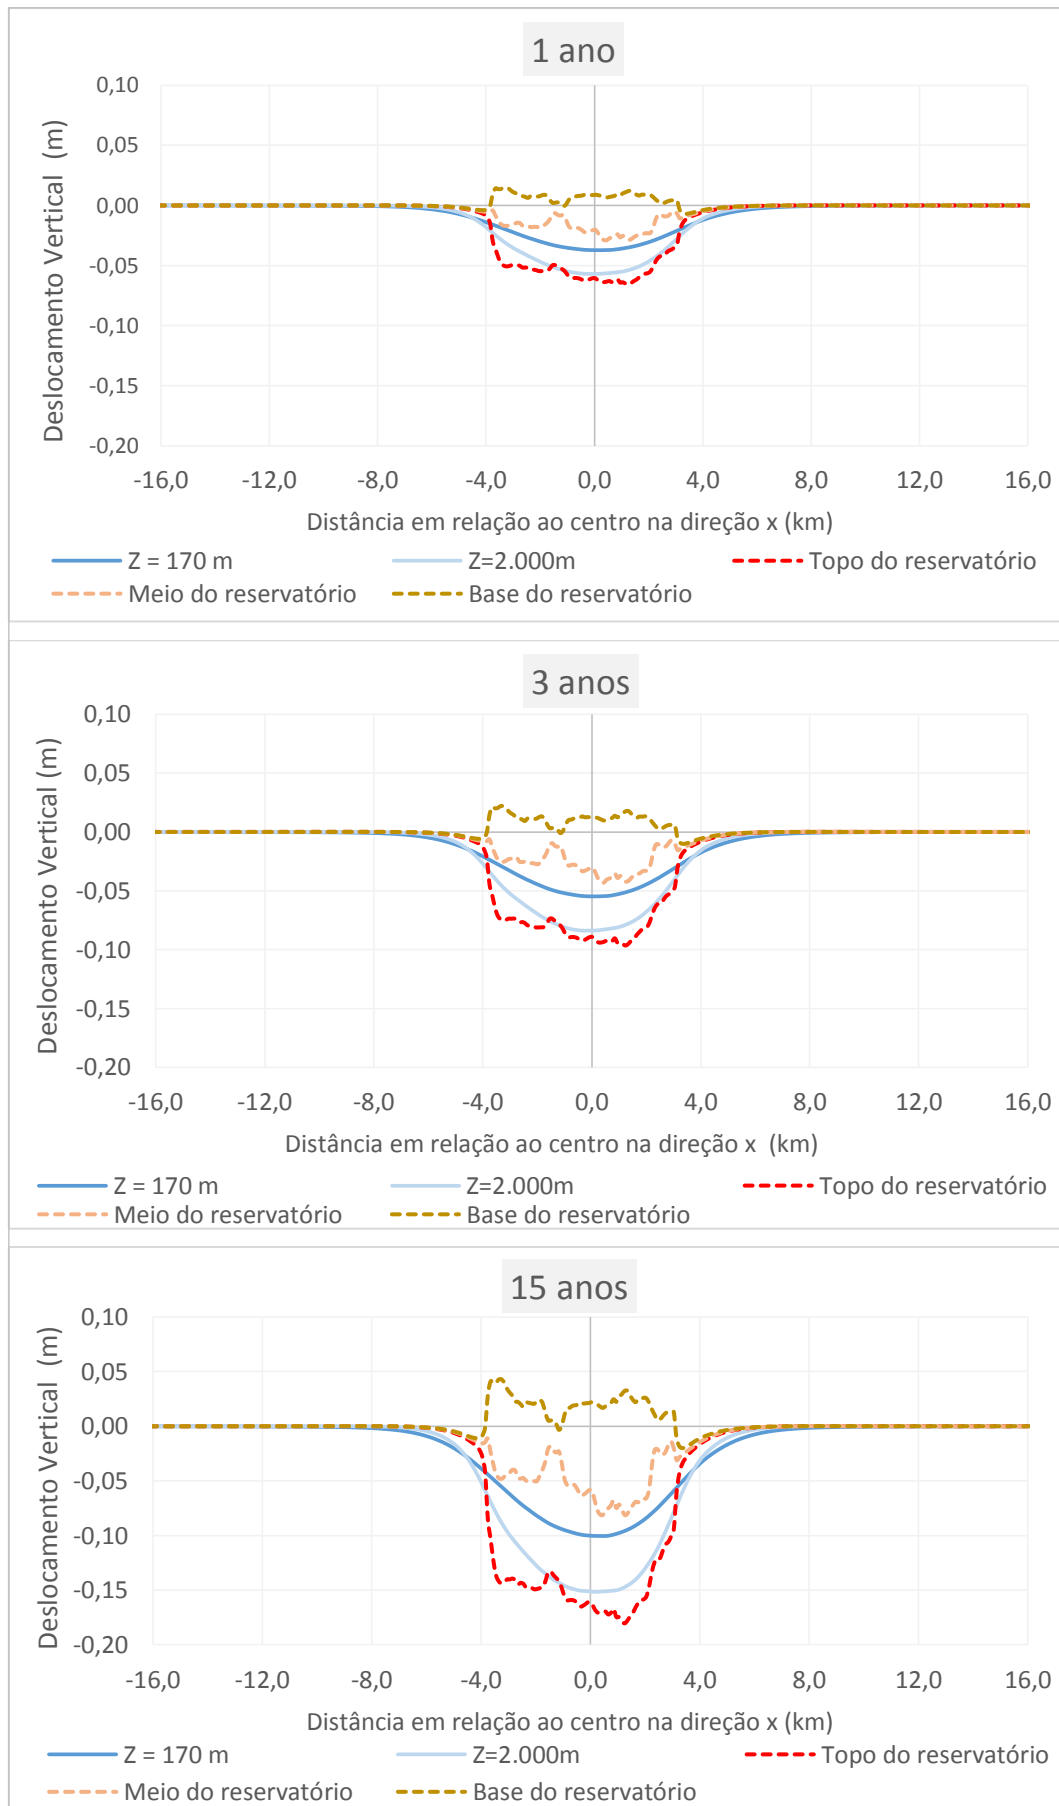 1 ano
0,10
0,05
0,00
-0,05
-0,10
-0,15
-0,20
Deslocamento Vertical (m)
-16,0 -12,0 -8,0 -4,0 0,0 4,0 8,0 12,0 16,0
Distância em relação ao centro na direção x (km)
Z = 170 m Z=2.000m Topo do reservatório
Meio do reservatório Base do reservatório
3 anos
0,10
0,05
0,00
-0,05
-0,10
-0,15
-0,20
Deslocamento Vertical (m)
-16,0 -12,0 -8,0 -4,0 0,0 4,0 8,0 12,0 16,0
Distância em relação ao centro na direção x (km)
Z = 170 m Z=2.000m Topo do reservatório
Meio do reservatório Base do reservatório
15 anos
0,10
0,05
0,00
-0,05
-0,10
-0,15
-0,20
Deslocamento Vertical (m)
-16,0 -12,0 -8,0 -4,0 0,0 4,0 8,0 12,0 16,0
Distância em relação ao centro na direção x (km)
Z = 170 m Z=2.000m Topo do reservatório
Meio do reservatório Base do reservatório